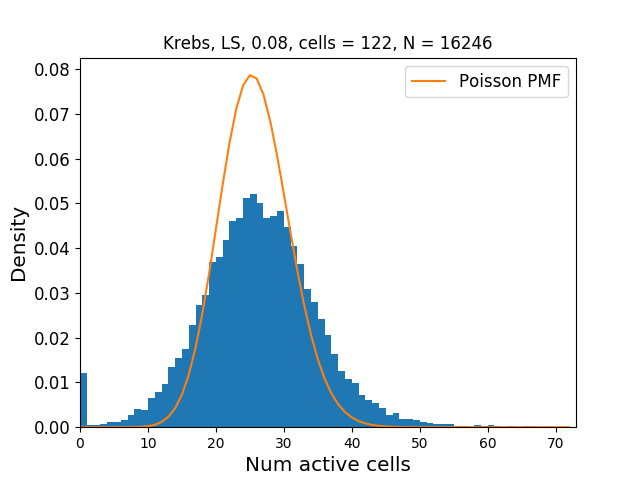 Krebs, LS, 0.08, cells = 122, N = 16246
Poisson PMF
Density
0.08
0.07
0.06
0.05
0.04
0.03
0.02
0.01
0.00
0 10 20 30 40 50 60 70
Num active cells